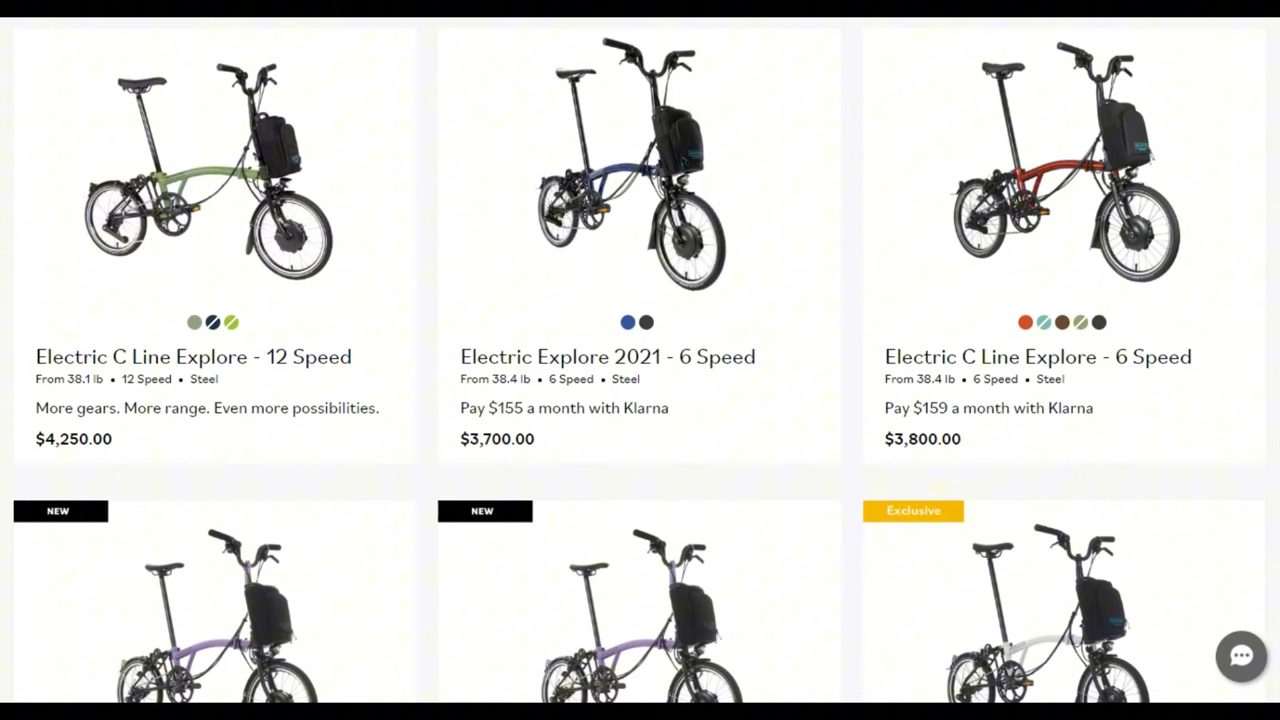 Electric C Line Explore - 12 Speed
From 38.1 lb • 12 Speed • Steel
More gears. More range. Even more possibilities.
$4,250.00
Electric Explore 2021 - 6 Speed
From 38.4 lb • 6 Speed • Steel
Pay $155 a month with Klarna
$3,700.00
Electric C Line Explore - 6 Speed
From 38.4 lb • 6 Speed • Steel
Pay $159 a month with Klarna
$3,800.00
NEW
NEW
Exclusive